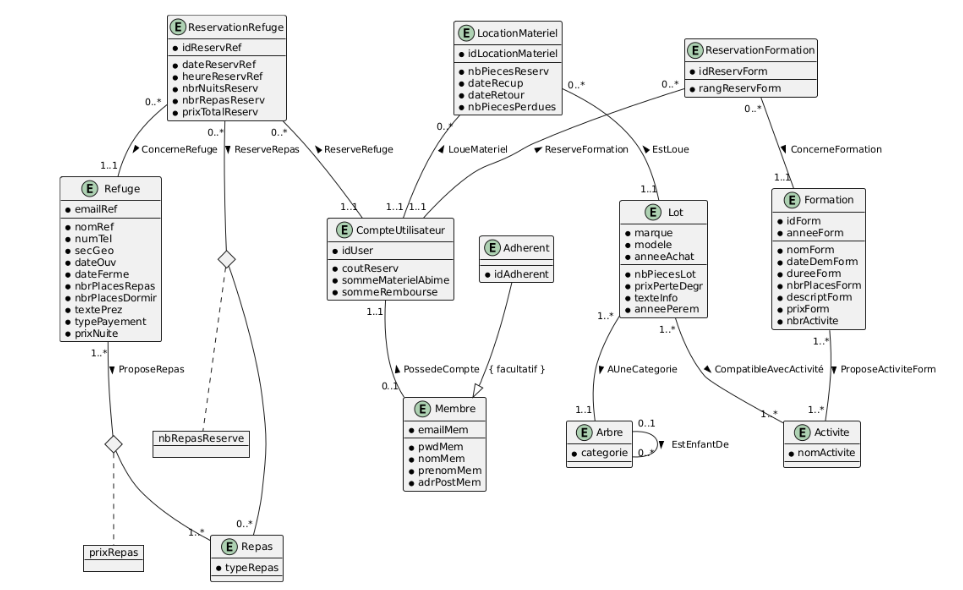 E ReservationRefuge
idReservRef
dateReservRef
heureReservRef
nbrNuitsReserv
nbrRepasReserv
prixTotalReserv
E LocationMateriel
idLocationMateriel
nbPiecesReserv
dateRecup
dateRetour
nbPiecesPerdues
E ReservationFormation
idReservForm
rangReservForm
0..*
0..*
0..*
0..*
0..*
0..*
0..*
ConcerneRefuge
ReserveRepas
ReserveRefuge
LoueMateriel
ReserveFormation
EstLoue
ConcerneFormation
1..1
1..1
1..1
1..1
1..1
1..1
E Refuge
emailRef
nomRef
numTel
secGeo
dateOuv
dateFerme
nbrPlacesRepas
nbrPlacesDormir
textePrez
typePayement
prixNuite
E CompteUtilisateur
idUser
coutReserv
sommeMaterielAbime
sommeRembourse
E Adherent
idAdherent
E Lot
marque
modele
anneeAchat
nbPiecesLot
prixPerteDegr
texteInfo
anneePerem
E Formation
idForm
anneeForm
nomForm
dateDemForm
dureeForm
nbrPlacesForm
descriptForm
prixForm
nbrActivite
1..*
1..1
1..*
1..*
1..*
ProposeRepas
PossedeCompte
{ facultatif }
AUneCategorie
CompatibleAvecActivité
ProposeActiviteForm
0..1
1..1
1..*
1..*
E Membre
emailMem
pwdMem
nomMem
prenomMem
adrPostMem
E Arbre
categorie
0..1
0..*
EstEnfantDe
E Activite
nomActivite
nbRepasReserve
prixRepas
1..*
0..*
E Repas
typeRepas